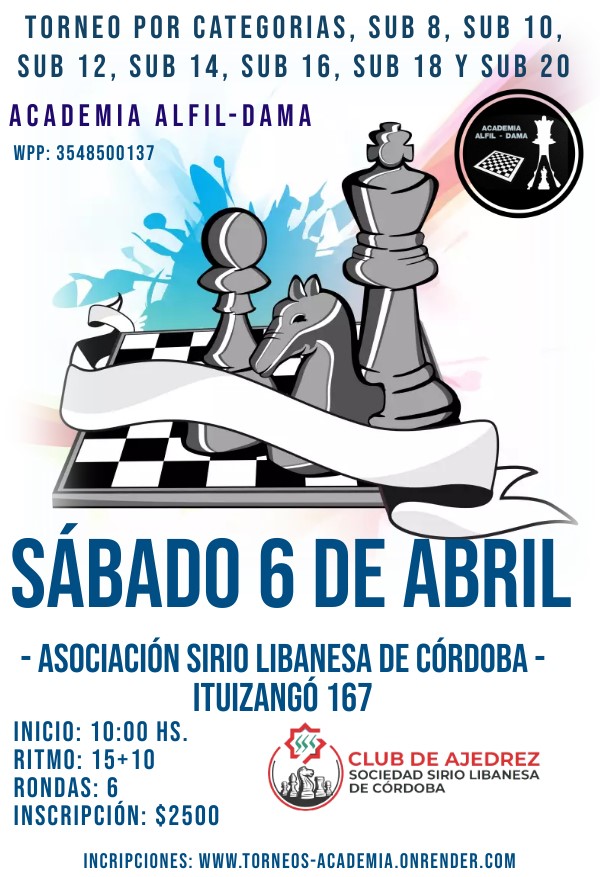 TORNEO POR CATEGORIAS, SUB 8, SUB 10,
SUB 12, SUB 14, SUB 16, SUB 18 Y SUB 20
ACADEMIA ALFIL-DAMA
WPP: 3548500137
ACADEMIA
ALFIL - DAMA
SÁBADO 6 DE ABRIL
- ASOCIACIÓN SIRIO LIBANESA DE CÓRDOBA -
ITUIZANGÓ 167
INICIO: 10:00 HS.
RITMO: 15+10
RONDAS: 6
INSCRIPCIÓN: $2500
CLUB DE AJEDREZ
SOCIEDAD SIRIO LIBANESA
DE CÓRDOBA
INCRIPCIONES: WWW.TORNEOS-ACADEMIA.ONRENDER.COM